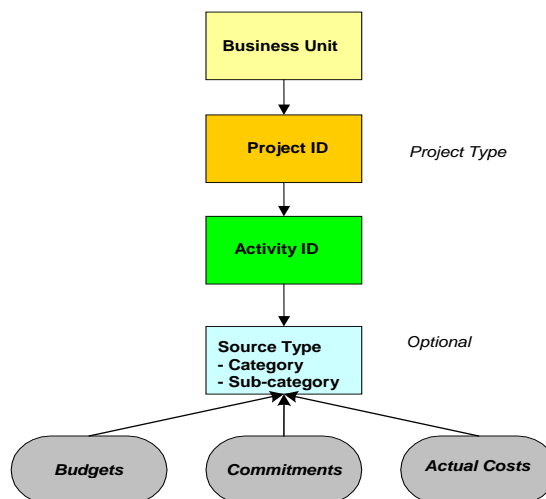 Business Unit
Project ID
Project Type
Activity ID
Optional
Source Type
- Category
- Sub-category
Budgets
Commitments
Actual Costs